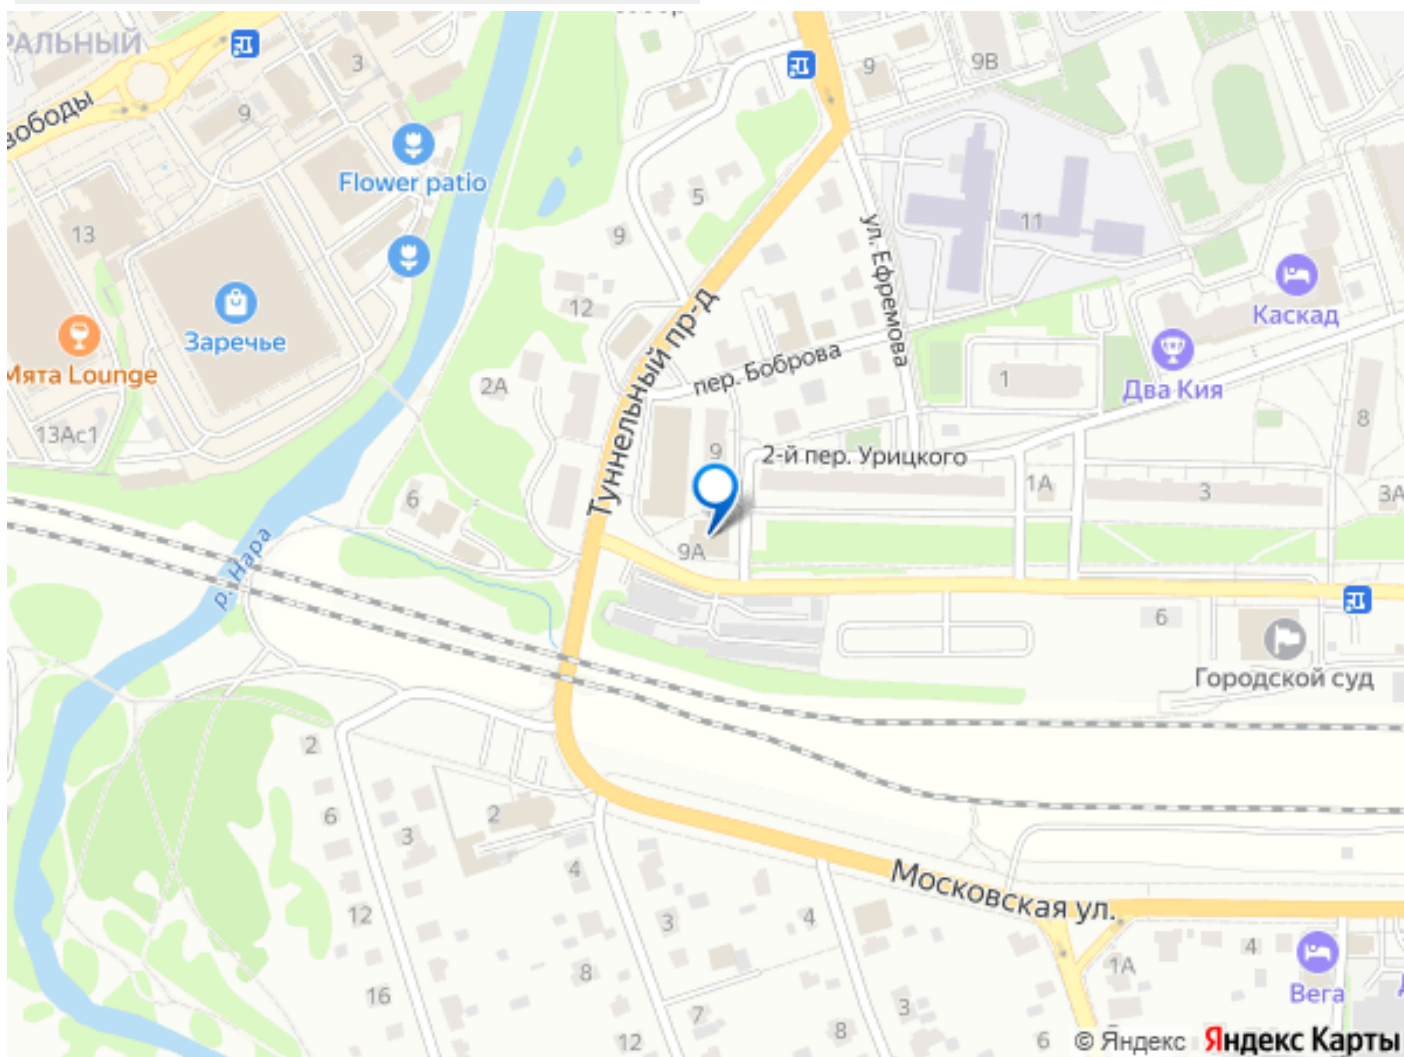 РАЛЬНЫЙ
3
9
9
9В
вободы
Flower patio
5
11
13
9
ул. Ефремова
12
Каскад
Заречье
Туннельный пр-д
пер. Боброва
Мята Lounge
2А
1
Два Кия
13Ас1
9
8
2-й пер. Урицкого
6
1А
3
3А
9А
р. Нара
6
Городской суд
2
6
3
2
4
Московская ул.
12
3
4
4
1А
16
8
Вега
7
3
12
8
6
© Яндекс Яндекс Карты